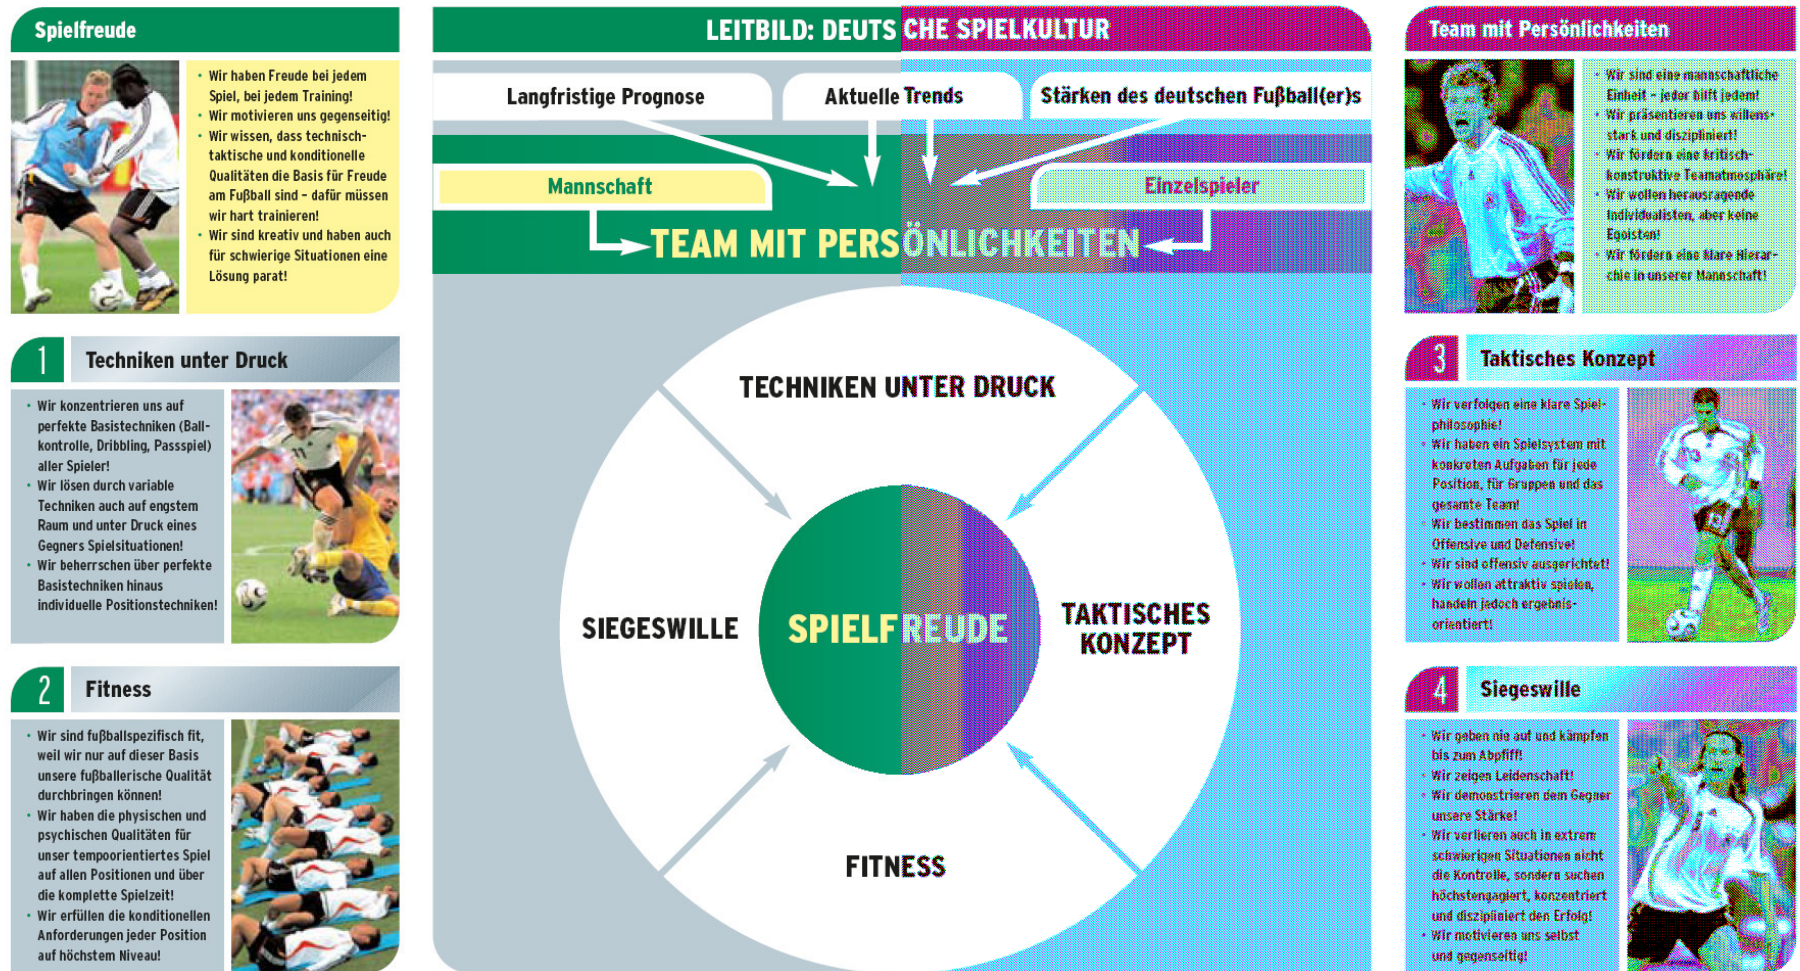 Spielfreude
• Wir haben Freude bei jedem
Spiel, bei jedem Training!
• Wir motivieren uns gegenseitig!
• Wir wissen, dass technisch-
taktische und konditionelle
Qualitäten die Basis für Freude
am Fußball sind – dafür müssen
wir hart trainieren!
• Wir sind kreativ und haben auch
für schwierige Situationen eine
Lösung parat!
1
Techniken unter Druck
• Wir konzentrieren uns auf
perfekte Basistechniken (Ball-
kontrolle, Dribbling, Passspiel)
aller Spieler!
• Wir lösen durch variable
Techniken auch auf engstem
Raum und unter Druck eines
Gegners Spielsituationen!
• Wir beherrschen über perfekte
Basistechniken hinaus
individuelle Positionstechniken!
2
Fitness
• Wir sind fußballspezifisch fit,
weil wir nur auf dieser Basis
unsere fußballerische Qualität
durchbringen können!
• Wir haben die physischen und
psychischen Qualitäten für
unser tempoorientiertes Spiel
auf allen Positionen und über
die komplette Spielzeit!
• Wir erfüllen die konditionellen
Anforderungen jeder Position
auf höchstem Niveau!
LEITBILD: DEUTSCHE SPIELKULTUR
Langfristige Prognose
Aktuelle Trends
Stärken des deutschen Fußball(er)s
Mannschaft
Einzelspieler
TEAM MIT PERSÖNLICHKEITEN
TECHNIKEN UNTER DRUCK
SIEGESWILLE
SPIELFREUDE
TAKTISCHES
KONZEPT
FITNESS
Team mit Persönlichkeiten
• Wir sind eine mannschaftliche
Einheit – jeder hilft jedem!
• Wir präsentieren uns willens-
stark und diszipliniert!
• Wir fördern eine kritisch-
konstruktive Teamatmosphäre!
• Wir wollen herausragende
Individualisten, aber keine
Egoisten!
• Wir fördern eine klare Hierar-
chie in unserer Mannschaft!
3
Taktisches Konzept
• Wir verfolgen eine klare Spiel-
philosophie!
• Wir haben ein Spielsystem mit
konkreten Aufgaben für jede
Position, für Gruppen und das
gesamte Team!
• Wir bestimmen das Spiel in
Offensive und Defensive!
• Wir sind offensiv ausgerichtet!
• Wir wollen attraktiv spielen,
handeln jedoch ergebnis-
orientiert!
4
Siegeswille
• Wir geben nie auf und kämpfen
bis zum Abpfiff!
• Wir zeigen Leidenschaft!
• Wir demonstrieren dem Gegner
unsere Stärke!
• Wir verlieren auch in extrem
schwierigen Situationen nicht
die Kontrolle, sondern suchen
höchstengagiert, konzentriert
und diszipliniert den Erfolg!
• Wir motivieren uns selbst
und gegenseitig!